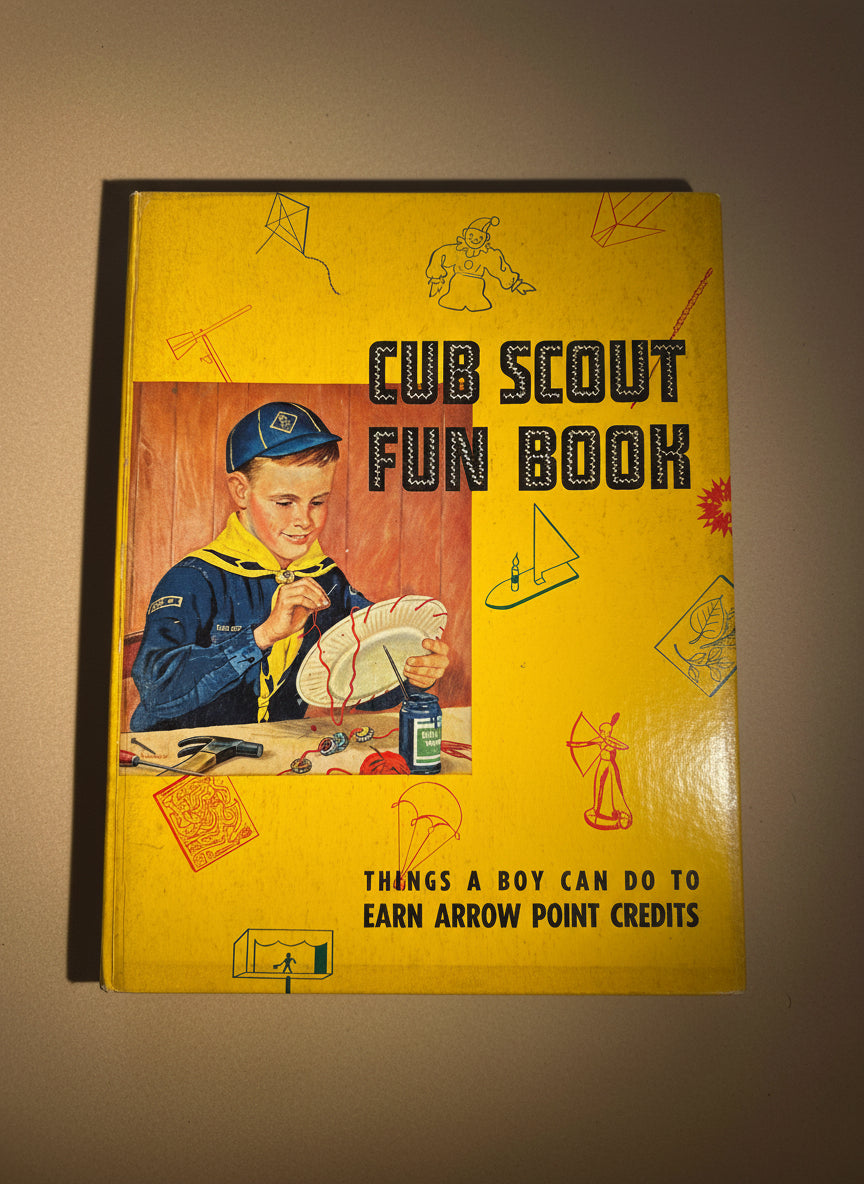 CUB SCOUT
FUN BOOK
THINGS A BOY CAN DO TO
EARN ARROW POINT CREDITS